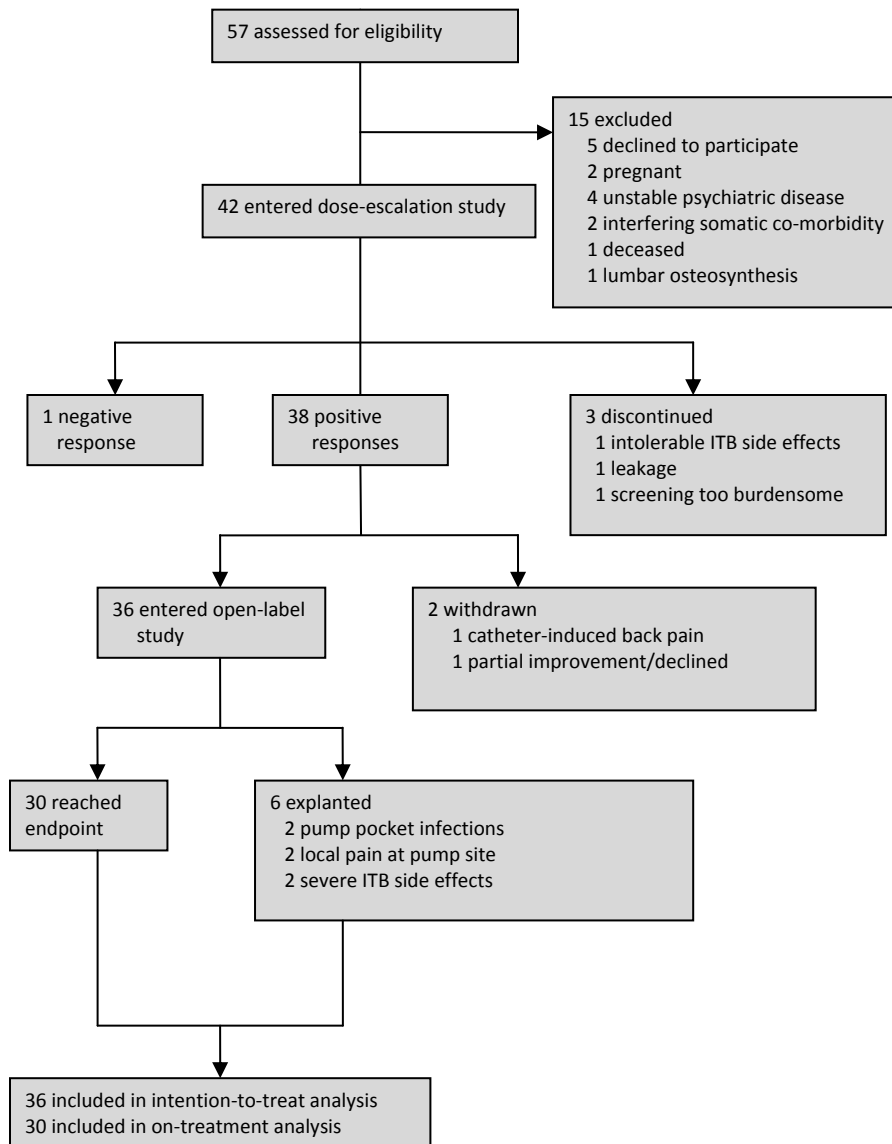 57 assessed for eligibility
15 excluded
5 declined to participate
2 pregnant
4 unstable psychiatric disease
2 interfering somatic co-morbidity
1 deceased
1 lumbar osteosynthesis
42 entered dose-escalation study
1 negative
response
38 positive
responses
3 discontinued
1 intolerable ITB side effects
1 leakage
1 screening too burdensome
36 entered open-label
study
2 withdrawn
1 catheter-induced back pain
1 partial improvement/declined
30 reached
endpoint
6 explanted
2 pump pocket infections
2 local pain at pump site
2 severe ITB side effects
36 included in intention-to-treat analysis
30 included in on-treatment analysis